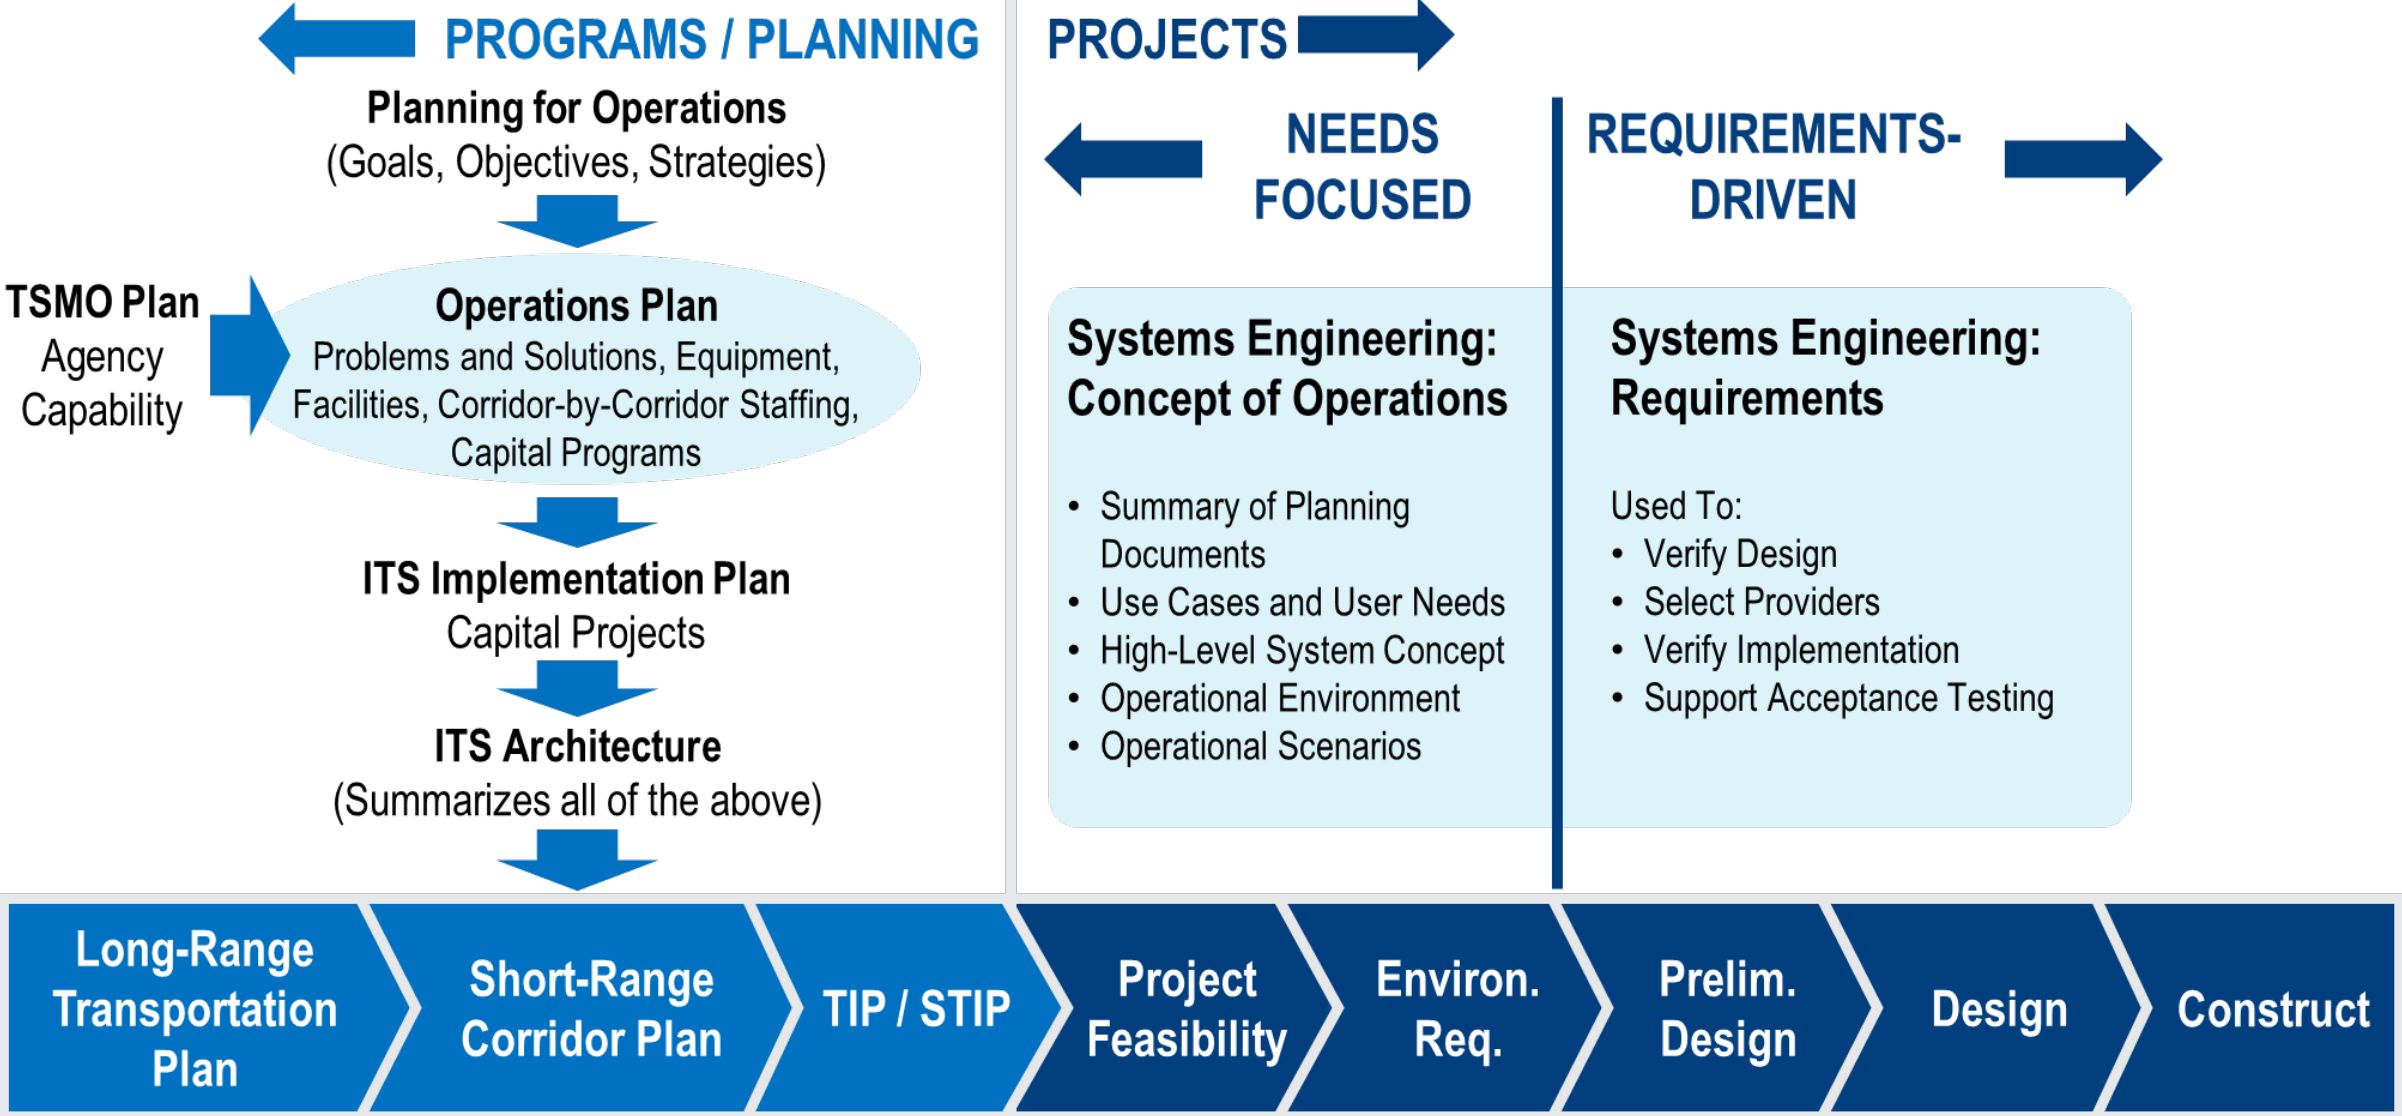 PROGRAMS / PLANNING
Planning for Operations
(Goals, Objectives, Strategies)
TSMO Plan
Agency
Capability
Operations Plan
Problems and Solutions, Equipment,
Facilities, Corridor-by-Corridor Staffing,
Capital Programs
ITS Implementation Plan
Capital Projects
ITS Architecture
(Summarizes all of the above)
PROJECTS
NEEDS
FOCUSED
REQUIREMENTS-
DRIVEN
Systems Engineering:
Concept of Operations
• Summary of Planning
Documents
• Use Cases and User Needs
• High-Level System Concept
• Operational Environment
• Operational Scenarios
Systems Engineering:
Requirements
Used To:
• Verify Design
• Select Providers
• Verify Implementation
• Support Acceptance Testing
Long-Range
Transportation
Plan
Short-Range
Corridor Plan
TIP / STIP
Project
Feasibility
Environ.
Req.
Prelim.
Design
Design
Construct